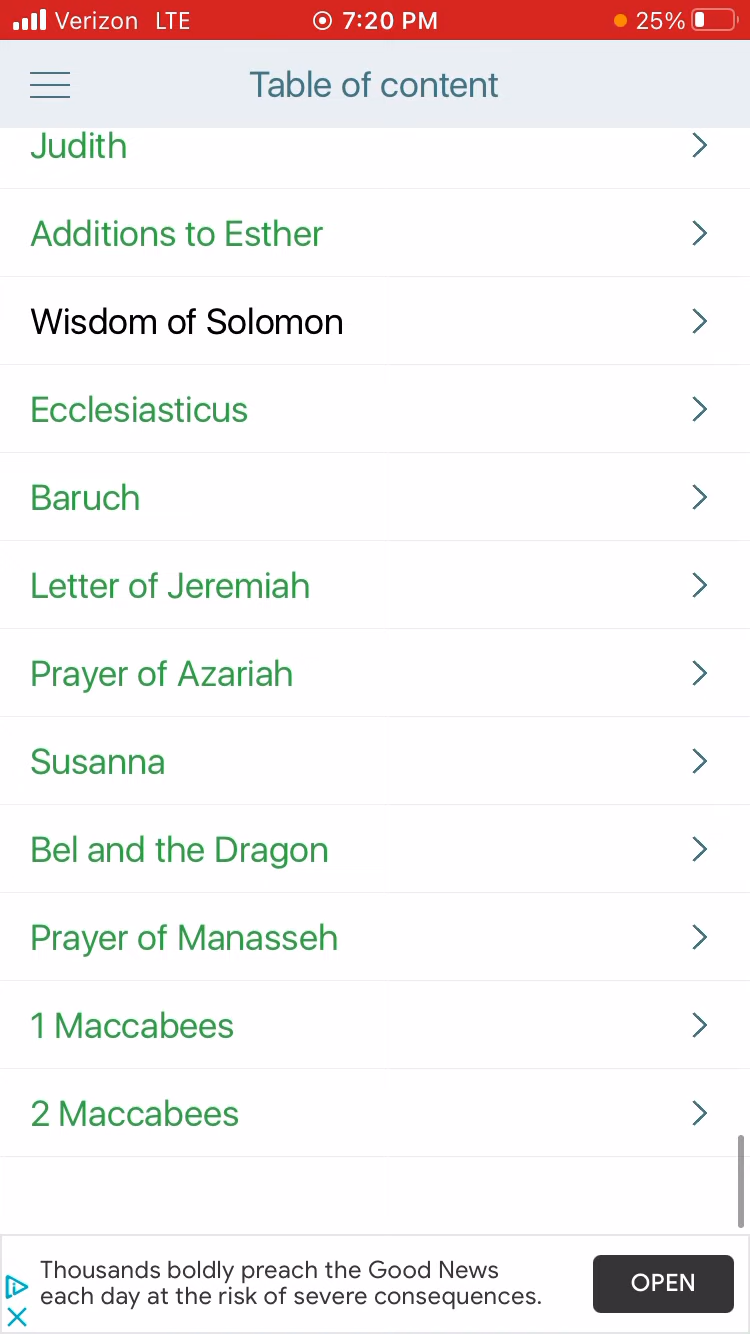 Verizon LTE 7:20 PM 25%
Table of content
Judith
Additions to Esther
Wisdom of Solomon
Ecclesiasticus
Baruch
Letter of Jeremiah
Prayer of Azariah
Susanna
Bel and the Dragon
Prayer of Manasseh
1 Maccabees
2 Maccabees
Thousands boldly preach the Good News
each day at the risk of severe consequences.
OPEN